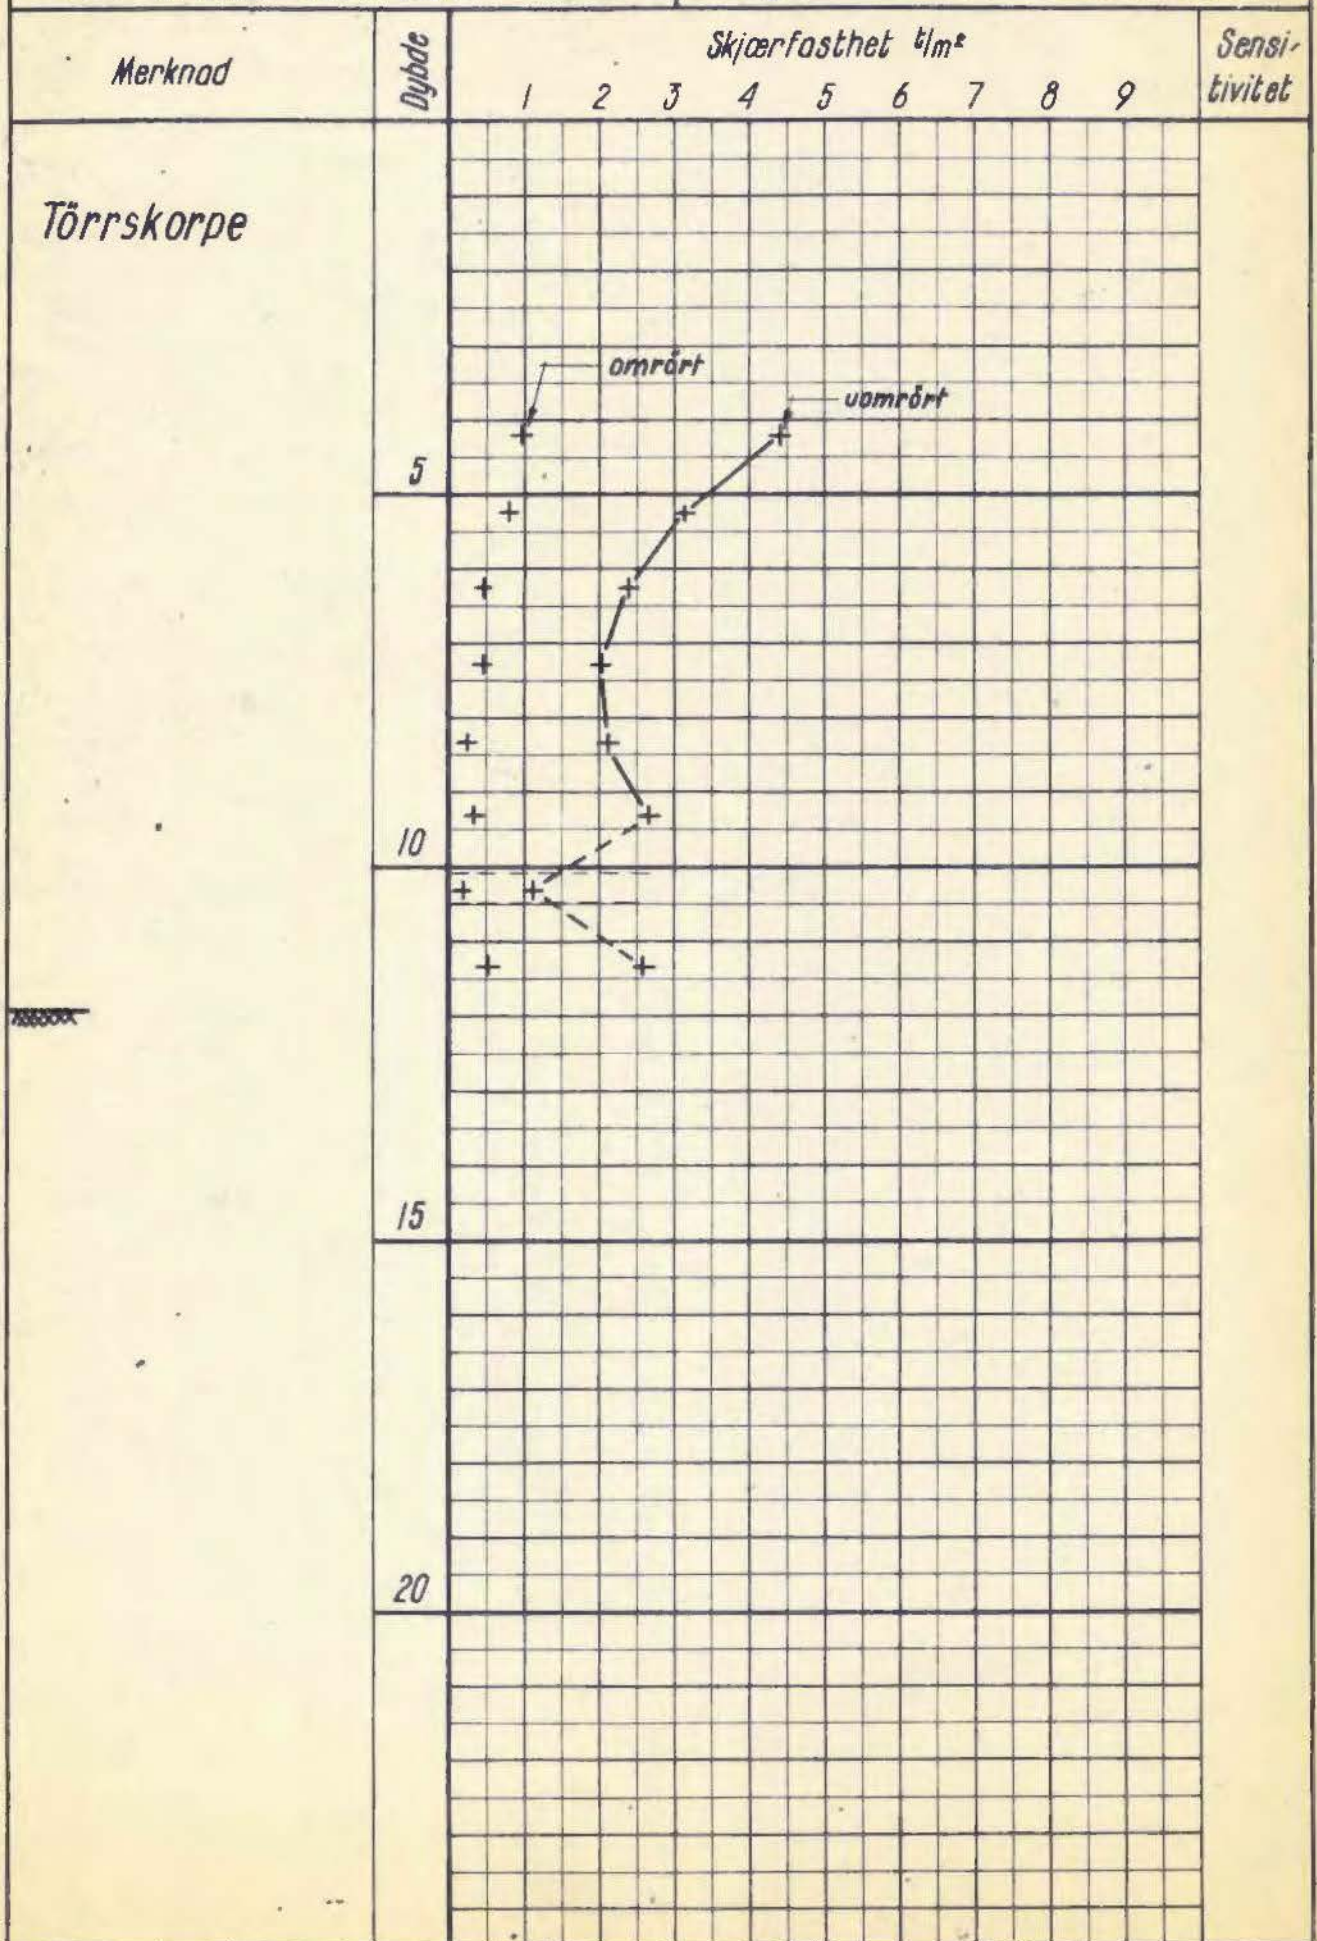 Merknad
Dybde
Skjærfasthet t/m²
1 2 3 4 5 6 7 8 9
Sensi-
tivitet
Törrskorpe
omrört
uomrört
5
10
15
20